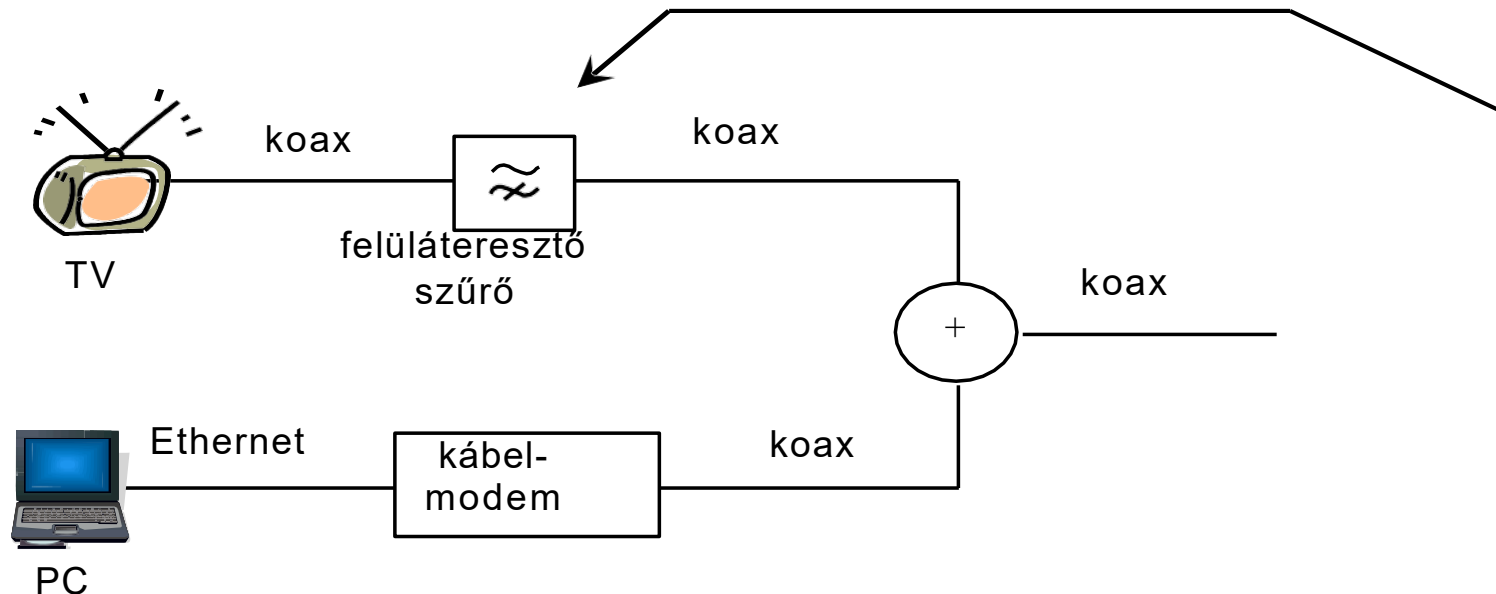 koax
koax
felüláteresztő
szűrő
TV
koax
+
Ethernet
kábel-
modem
koax
PC